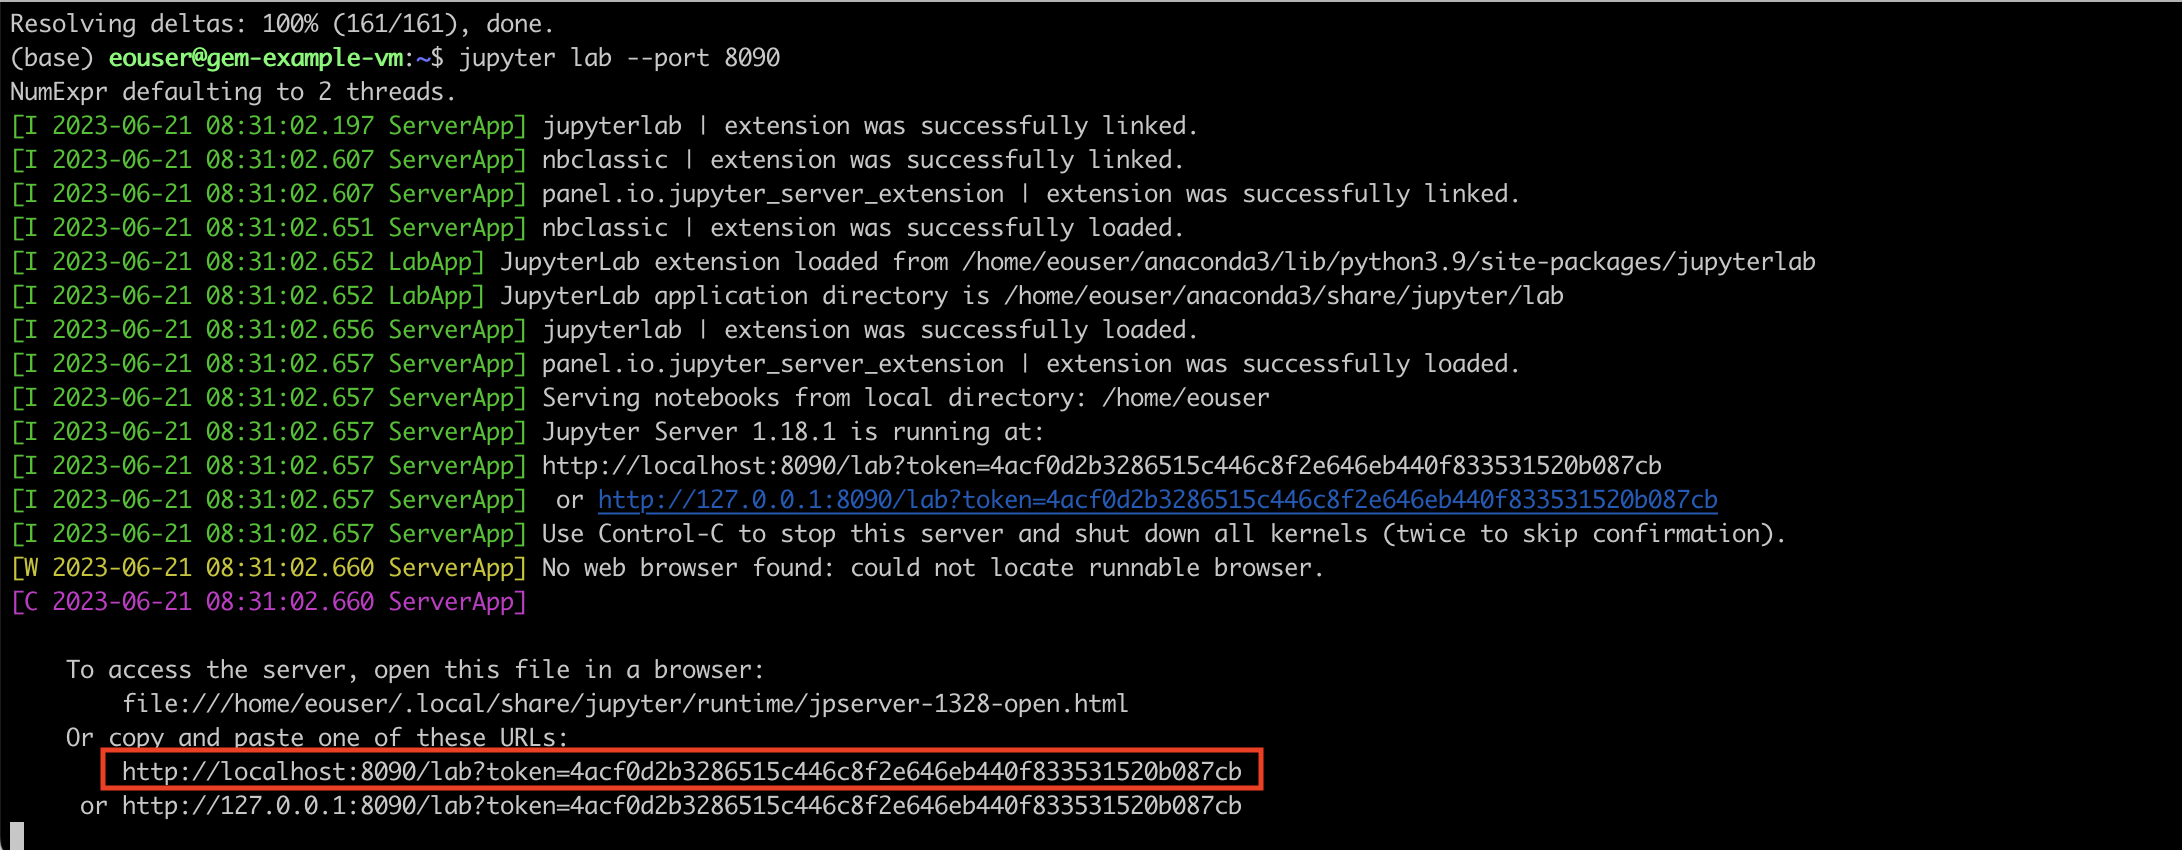 Resolving deltas: 100% (161/161), done.
(base) eouser@gem-example-vm:~$ jupyter lab --port 8090
NumExpr defaulting to 2 threads.
[I 2023-06-21 08:31:02.197 ServerApp] jupyterlab | extension was successfully linked.
[I 2023-06-21 08:31:02.607 ServerApp] nbclassic | extension was successfully linked.
[I 2023-06-21 08:31:02.607 ServerApp] panel.io.jupyter_server_extension | extension was successfully linked.
[I 2023-06-21 08:31:02.651 ServerApp] nbclassic | extension was successfully loaded.
[I 2023-06-21 08:31:02.652 LabApp] JupyterLab extension loaded from /home/eouser/anaconda3/lib/python3.9/site-packages/jupyterlab
[I 2023-06-21 08:31:02.652 LabApp] JupyterLab application directory is /home/eouser/anaconda3/share/jupyter/lab
[I 2023-06-21 08:31:02.656 ServerApp] jupyterlab | extension was successfully loaded.
[I 2023-06-21 08:31:02.657 ServerApp] panel.io.jupyter_server_extension | extension was successfully loaded.
[I 2023-06-21 08:31:02.657 ServerApp] Serving notebooks from local directory: /home/eouser
[I 2023-06-21 08:31:02.657 ServerApp] Jupyter Server 1.18.1 is running at:
[I 2023-06-21 08:31:02.657 ServerApp] http://localhost:8090/lab?token=4acf0d2b3286515c446c8f2e646eb440f833531520b087cb
[I 2023-06-21 08:31:02.657 ServerApp]  or http://127.0.0.1:8090/lab?token=4acf0d2b3286515c446c8f2e646eb440f833531520b087cb
[I 2023-06-21 08:31:02.657 ServerApp] Use Control-C to stop this server and shut down all kernels (twice to skip confirmation).
[W 2023-06-21 08:31:02.660 ServerApp] No web browser found: could not locate runnable browser.
[C 2023-06-21 08:31:02.660 ServerApp]
To access the server, open this file in a browser:
file:///home/eouser/.local/share/jupyter/runtime/jpserver-1328-open.html
Or copy and paste one of these URLs:
http://localhost:8090/lab?token=4acf0d2b3286515c446c8f2e646eb440f833531520b087cb
or http://127.0.0.1:8090/lab?token=4acf0d2b3286515c446c8f2e646eb440f833531520b087cb